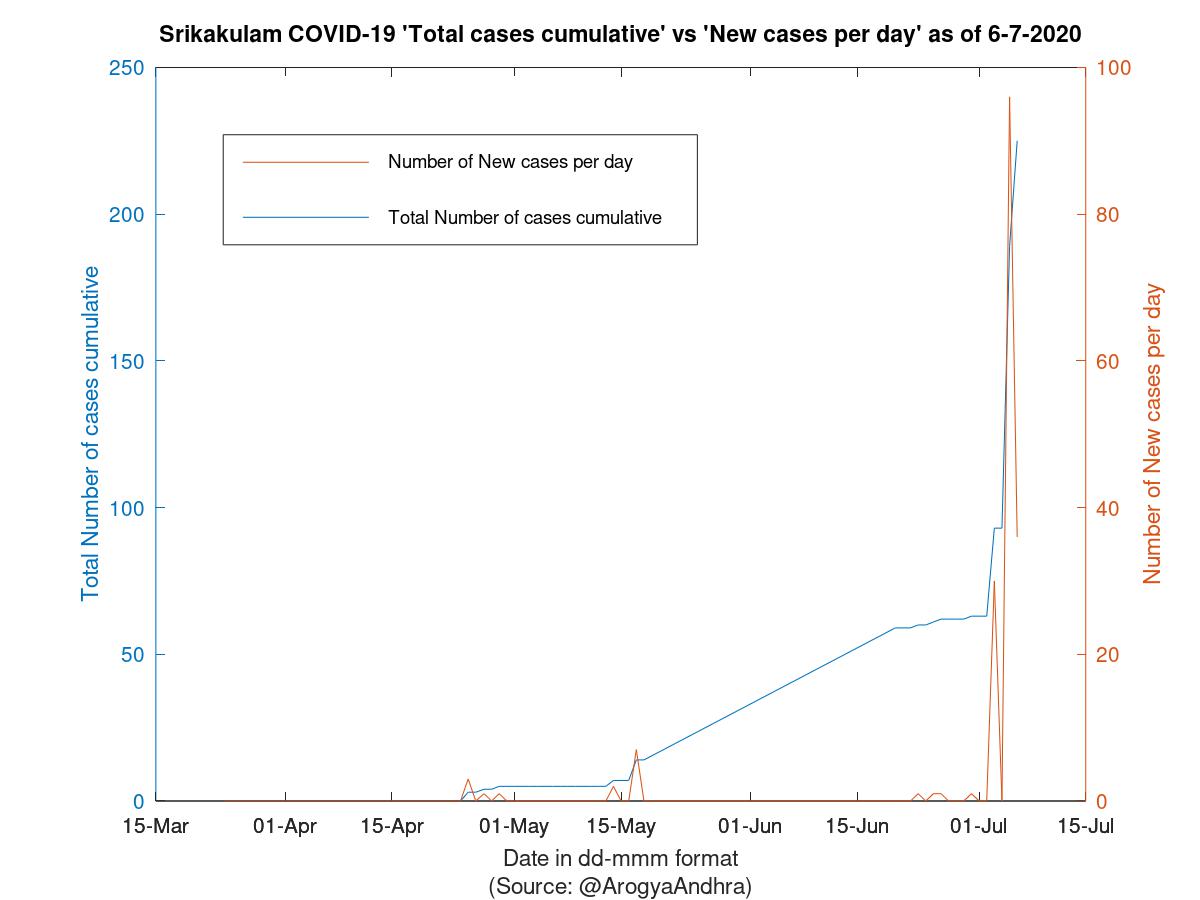 Srikakulam COVID-19 'Total cases cumulative' vs 'New cases per day' as of 6-7-2020
250
200
150
100
50
0
Total Number of cases cumulative
Number of New cases per day
Total Number of cases cumulative
100
80
60
40
20
0
Number of New cases per day
15-Mar 01-Apr 15-Apr 01-May 15-May 01-Jun 15-Jun 01-Jul 15-Jul
Date in dd-mmm format
(Source: @ArogyaAndhra)